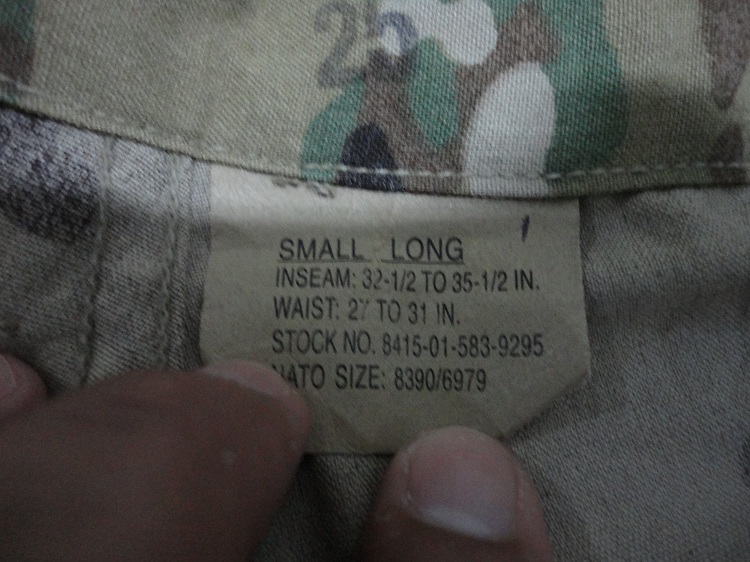 SMALL LONG
INSEAM: 32-1/2 TO 35-1/2 IN.
WAIST: 27 TO 31 IN.
STOCK NO. 8415-01-583-9295
NATO SIZE: 8390/6979